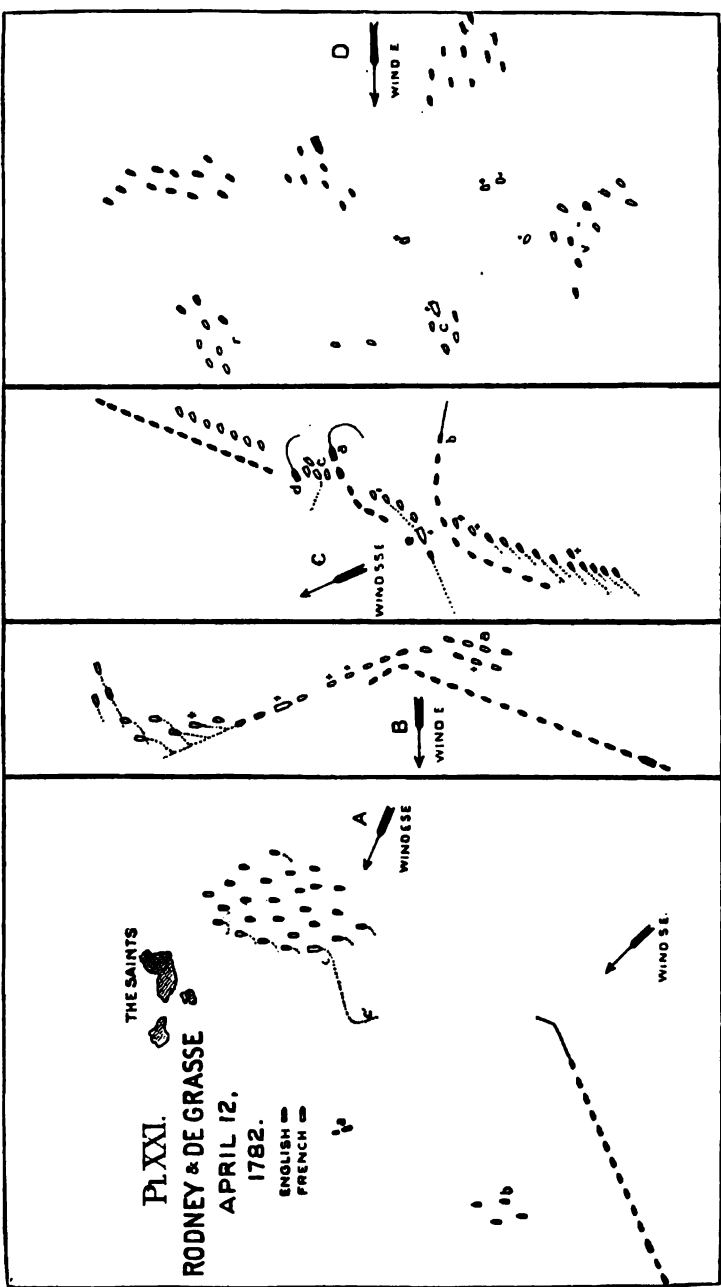 Pl. XXI.
RODNEY & DE GRASSE
APRIL 12,
1782.
ENGLISH
FRENCH
THE SAINTS
A
WIND ESE
WIND S.E.
c
c'
a
b
B
WIND E
a
C
WIND SSE
d
c
a
b
e
D
WIND E
r
c
v